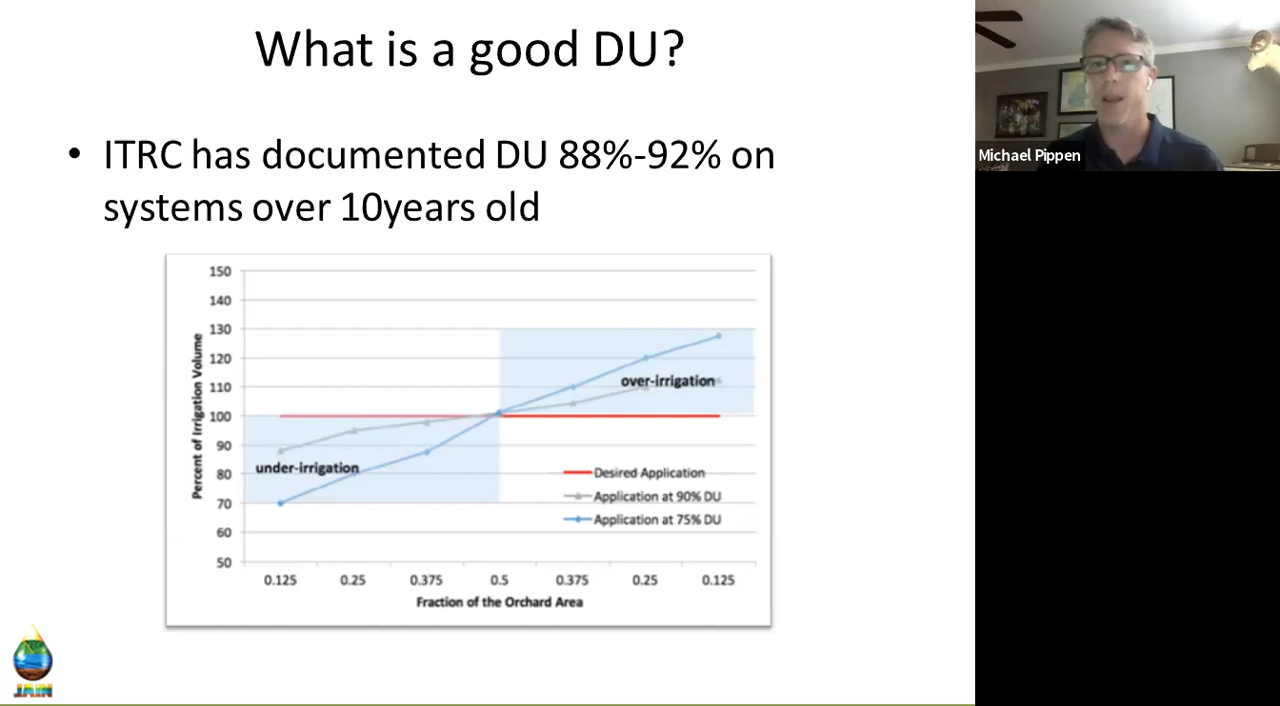 What is a good DU?
• ITRC has documented DU 88%-92% on
systems over 10years old
150
140
130
120
110
100
90
80
70
60
50
Percent of Irrigation Volume
over-irrigation
under-irrigation
Desired Application
Application at 90% DU
Application at 75% DU
0.125 0.25 0.375 0.5 0.375 0.25 0.125
Fraction of the Orchard Area
JAIN
Michael Pippen